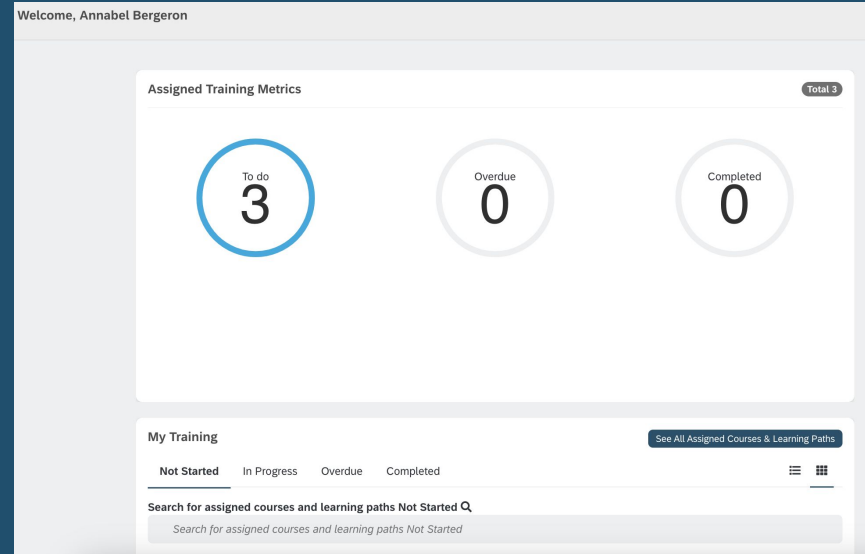 Welcome, Annabel Bergeron
Assigned Training Metrics
Total 3
To do
3
Overdue
0
Completed
0
My Training
See All Assigned Courses & Learning Paths
Not Started In Progress Overdue Completed
Search for assigned courses and learning paths Not Started
Search for assigned courses and learning paths Not Started